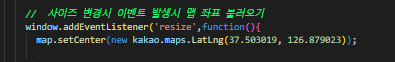 //  사이즈 변경시 이벤트 발생시 맵 좌표 불러오기
window.addEventListener('resize',function(){
map.setCenter(new kakao.maps.LatLng(37.503019, 126.879023));